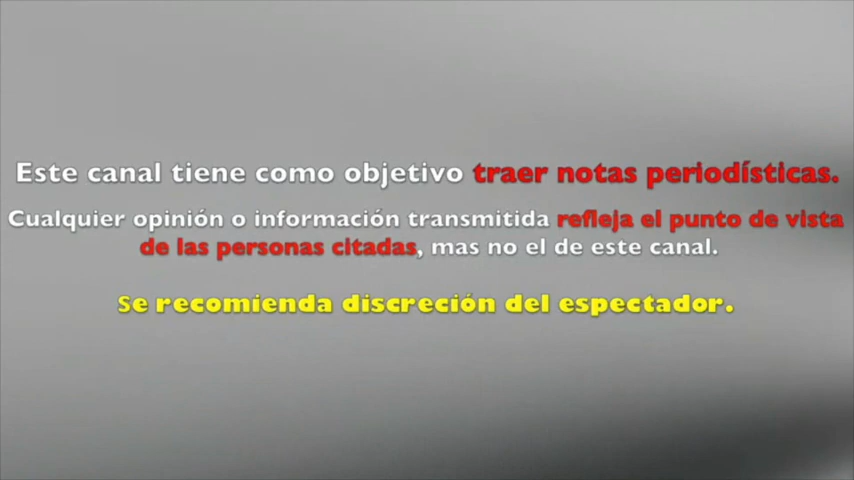 Este canal tiene como objetivo traer notas periodísticas.
Cualquier opinión o información transmitida refleja el punto de vista
de las personas citadas, mas no el de este canal.
Se recomienda discreción del espectador.